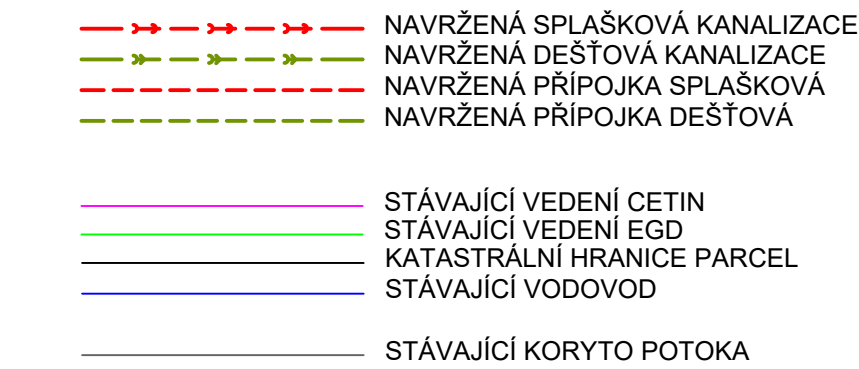 NAVRŽENÁ SPLAŠKOVÁ KANALIZACE
NAVRŽENÁ DEŠŤOVÁ KANALIZACE
NAVRŽENÁ PŘÍPOJKA SPLAŠKOVÁ
NAVRŽENÁ PŘÍPOJKA DEŠŤOVÁ
STÁVAJÍCÍ VEDENÍ CETIN
STÁVAJÍCÍ VEDENÍ EGD
KATASTRÁLNÍ HRANICE PARCEL
STÁVAJÍCÍ VODOVOD
STÁVAJÍCÍ KORYTO POTOKA